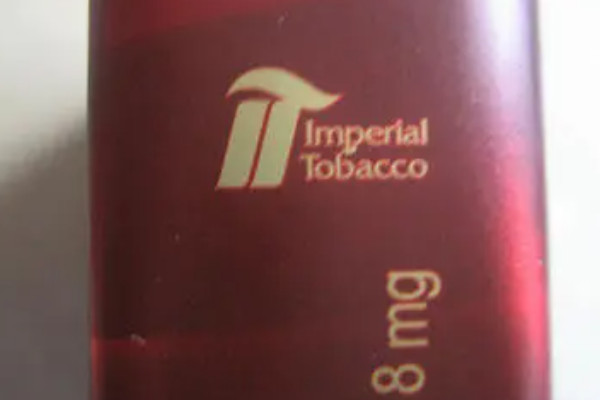 Imperial
Tobacco
8 mg